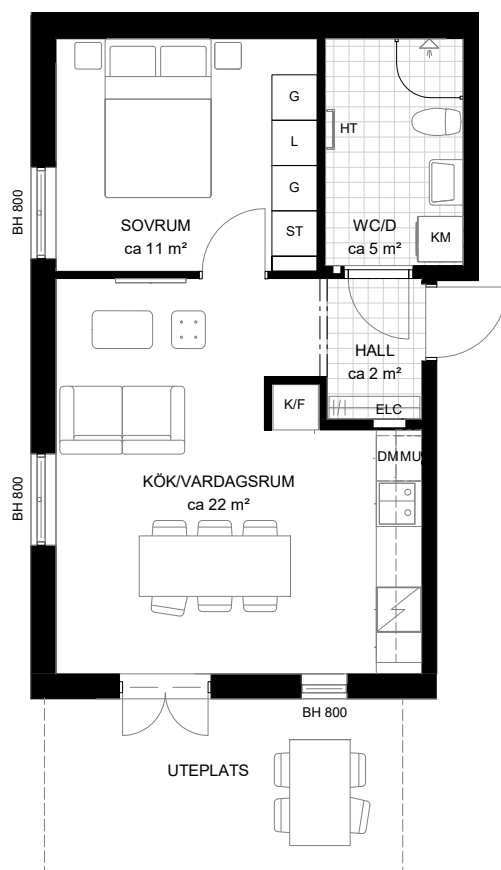 G
L
G
ST
HT
SOVRUM
ca 11 m²
WC/D
ca 5 m²
KM
BH 800
HALL
ca 2 m²
K/F
ELC
DM MU
KÖK/VARDAGSRUM
ca 22 m²
BH 800
BH 800
UTEPLATS